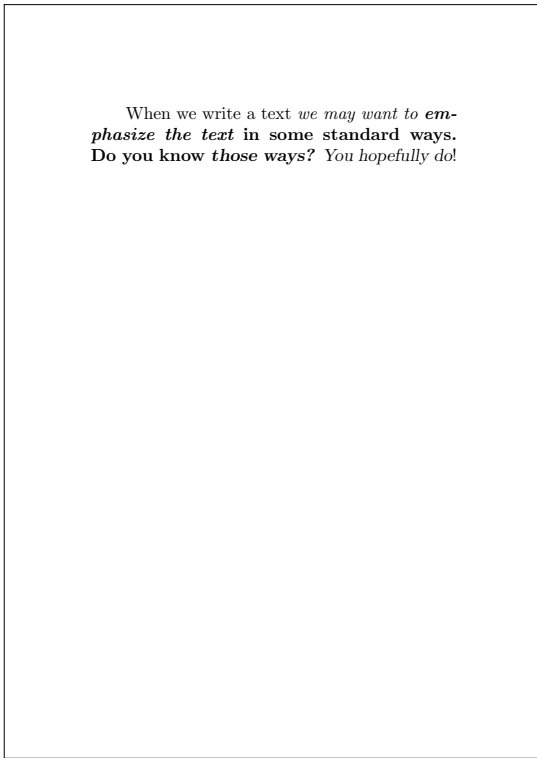 When we write a text we may want to em-
phasize the text in some standard ways.
Do you know those ways? You hopefully do!